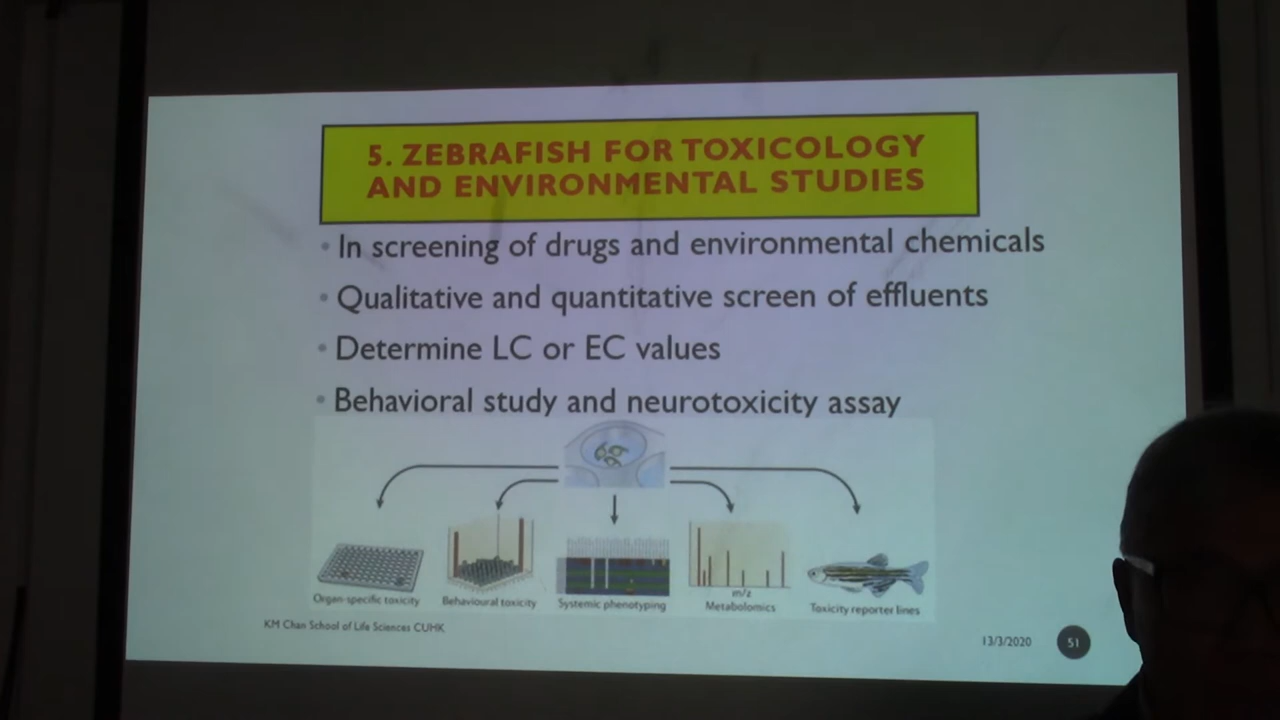 5. ZEBRAFISH FOR TOXICOLOGY
AND ENVIRONMENTAL STUDIES
• In screening of drugs and environmental chemicals
• Qualitative and quantitative screen of effluents
• Determine LC or EC values
• Behavioral study and neurotoxicity assay
m/z
Organ-specific toxicity
Behavioural toxicity
Systemic phenotyping
Metabolomics
Toxicity reporter lines
KM Chan School of Life Sciences CUHK
13/3/2020
51